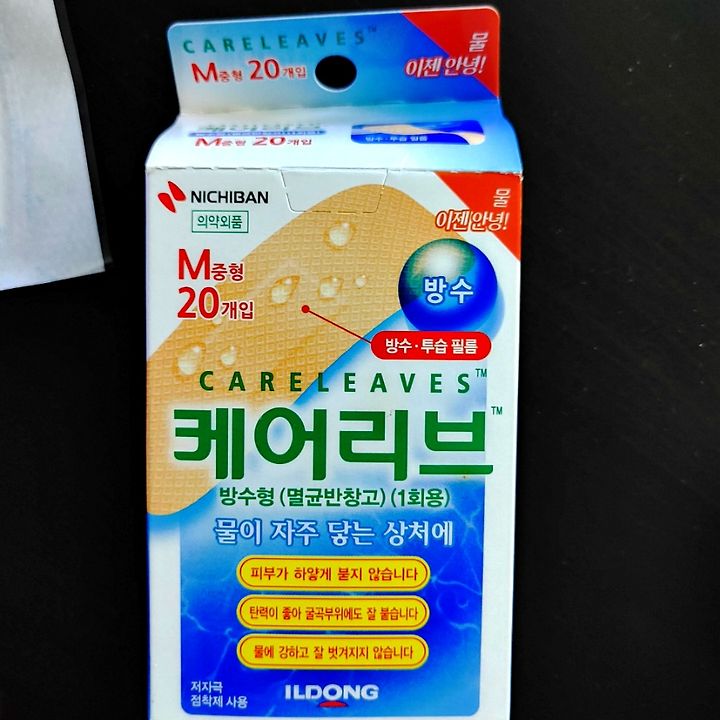 CARELEAVES™
M중형 20개입
물
이젠 안녕!
M중형 20개입
방수·투습 필름
NICHIBAN
의약외품
물
이젠 안녕!
M중형
20개입
방수
방수·투습 필름
CARELEAVES™
케어리브™
방수형 (멸균반창고) (1회용)
물이 자주 닿는 상처에
피부가 하얗게 붇지 않습니다
탄력이 좋아 굴곡부위에도 잘 붙습니다
물에 강하고 잘 벗겨지지 않습니다
저자극
점착제 사용
ILDONG